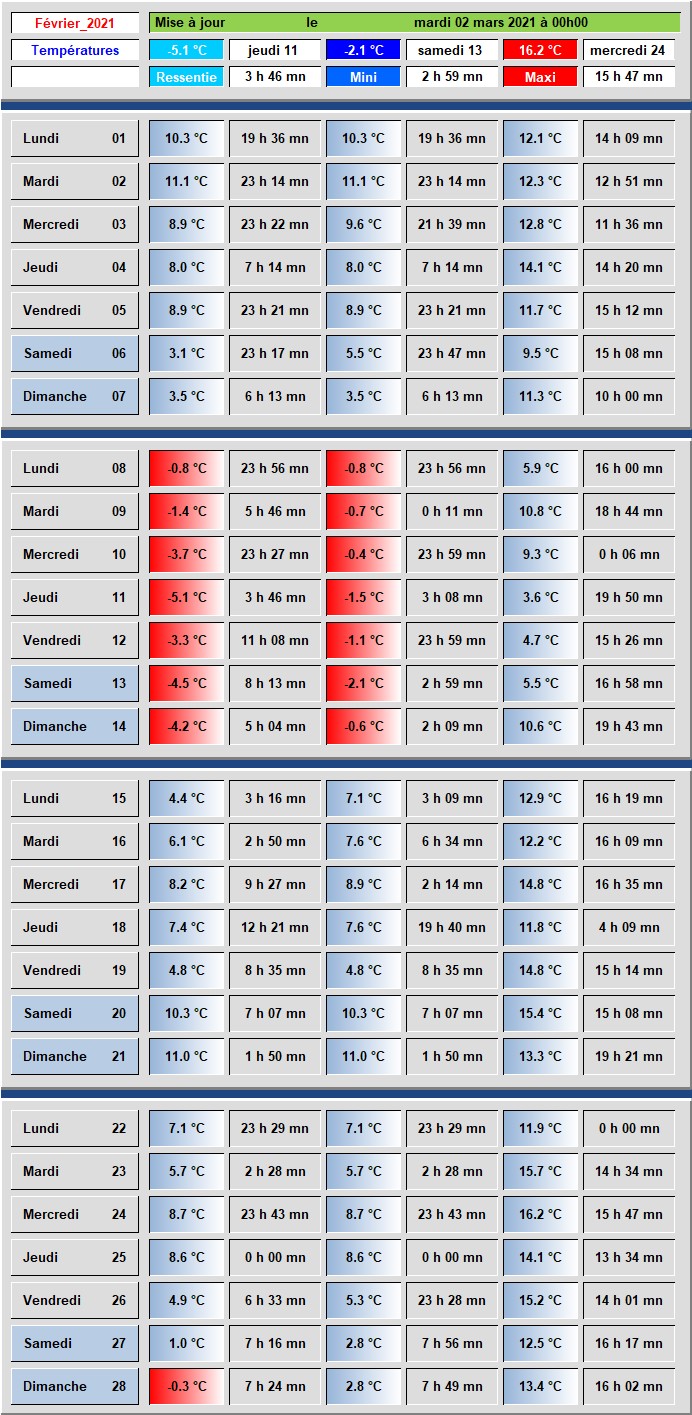 Février_2021 Mise à jour le mardi 02 mars 2021 à 00h00
Températures -5.1 °C jeudi 11 -2.1 °C samedi 13 16.2 °C mercredi 24
Ressentie 3 h 46 mn Mini 2 h 59 mn Maxi 15 h 47 mn
Lundi 01 10.3 °C 19 h 36 mn 10.3 °C 19 h 36 mn 12.1 °C 14 h 09 mn
Mardi 02 11.1 °C 23 h 14 mn 11.1 °C 23 h 14 mn 12.3 °C 12 h 51 mn
Mercredi 03 8.9 °C 23 h 22 mn 9.6 °C 21 h 39 mn 12.8 °C 11 h 36 mn
Jeudi 04 8.0 °C 7 h 14 mn 8.0 °C 7 h 14 mn 14.1 °C 14 h 20 mn
Vendredi 05 8.9 °C 23 h 21 mn 8.9 °C 23 h 21 mn 11.7 °C 15 h 12 mn
Samedi 06 3.1 °C 23 h 17 mn 5.5 °C 23 h 47 mn 9.5 °C 15 h 08 mn
Dimanche 07 3.5 °C 6 h 13 mn 3.5 °C 6 h 13 mn 11.3 °C 10 h 00 mn
Lundi 08 -0.8 °C 23 h 56 mn -0.8 °C 23 h 56 mn 5.9 °C 16 h 00 mn
Mardi 09 -1.4 °C 5 h 46 mn -0.7 °C 0 h 11 mn 10.8 °C 18 h 44 mn
Mercredi 10 -3.7 °C 23 h 27 mn -0.4 °C 23 h 59 mn 9.3 °C 0 h 06 mn
Jeudi 11 -5.1 °C 3 h 46 mn -1.5 °C 3 h 08 mn 3.6 °C 19 h 50 mn
Vendredi 12 -3.3 °C 11 h 08 mn -1.1 °C 23 h 59 mn 4.7 °C 15 h 26 mn
Samedi 13 -4.5 °C 8 h 13 mn -2.1 °C 2 h 59 mn 5.5 °C 16 h 58 mn
Dimanche 14 -4.2 °C 5 h 04 mn -0.6 °C 2 h 09 mn 10.6 °C 19 h 43 mn
Lundi 15 4.4 °C 3 h 16 mn 7.1 °C 3 h 09 mn 12.9 °C 16 h 19 mn
Mardi 16 6.1 °C 2 h 50 mn 7.6 °C 6 h 34 mn 12.2 °C 16 h 09 mn
Mercredi 17 8.2 °C 9 h 27 mn 8.9 °C 2 h 14 mn 14.8 °C 16 h 35 mn
Jeudi 18 7.4 °C 12 h 21 mn 7.6 °C 19 h 40 mn 11.8 °C 4 h 09 mn
Vendredi 19 4.8 °C 8 h 35 mn 4.8 °C 8 h 35 mn 14.8 °C 15 h 14 mn
Samedi 20 10.3 °C 7 h 07 mn 10.3 °C 7 h 07 mn 15.4 °C 15 h 08 mn
Dimanche 21 11.0 °C 1 h 50 mn 11.0 °C 1 h 50 mn 13.3 °C 19 h 21 mn
Lundi 22 7.1 °C 23 h 29 mn 7.1 °C 23 h 29 mn 11.9 °C 0 h 00 mn
Mardi 23 5.7 °C 2 h 28 mn 5.7 °C 2 h 28 mn 15.7 °C 14 h 34 mn
Mercredi 24 8.7 °C 23 h 43 mn 8.7 °C 23 h 43 mn 16.2 °C 15 h 47 mn
Jeudi 25 8.6 °C 0 h 00 mn 8.6 °C 0 h 00 mn 14.1 °C 13 h 34 mn
Vendredi 26 4.9 °C 6 h 33 mn 5.3 °C 23 h 28 mn 15.2 °C 14 h 01 mn
Samedi 27 1.0 °C 7 h 16 mn 2.8 °C 7 h 56 mn 12.5 °C 16 h 17 mn
Dimanche 28 -0.3 °C 7 h 24 mn 2.8 °C 7 h 49 mn 13.4 °C 16 h 02 mn